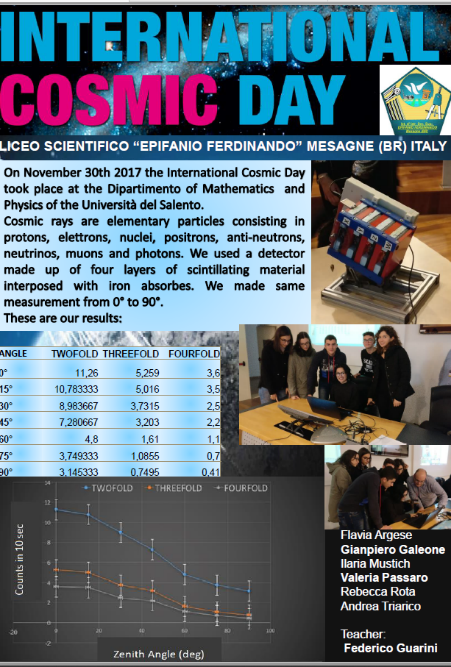 INTERNATIONAL
COSMIC DAY
LICEO SCIENTIFICO “EPIFANIO FERDINANDO” MESAGNE (BR) ITALY
On November 30th 2017 the International Cosmic Day
took place at the Dipartimento of Mathematics and
Physics of the Università del Salento.
Cosmic rays are elementary particles consisting in
protons, elettrons, nuclei, positrons, anti-neutrons,
neutrinos, muons and photons. We used a detector
made up of four layers of scintillating material
interposed with iron absorbes. We made same
measurement from 0° to 90°.
These are our results:
ANGLE TWOFOLD THREEFOLD FOURFOLD
0° 11,26 5,259 3,6
15° 10,783333 5,016 3,5
30° 8,983667 3,7315 2,5
45° 7,280667 3,203 2,2
60° 4,8 1,61 1,1
75° 3,749333 1,0855 0,7
90° 3,145333 0,7495 0,41
TWOFOLD THREEFOLD FOURFOLD
Counts in 10 sec
14
12
10
8
6
4
2
0
-20 0 20 40 60 80 100
Zenith Angle (deg)
Flavia Argese
Gianpiero Galeone
Ilaria Mustich
Valeria Passaro
Rebecca Rota
Andrea Triarico
Teacher:
Federico Guarini